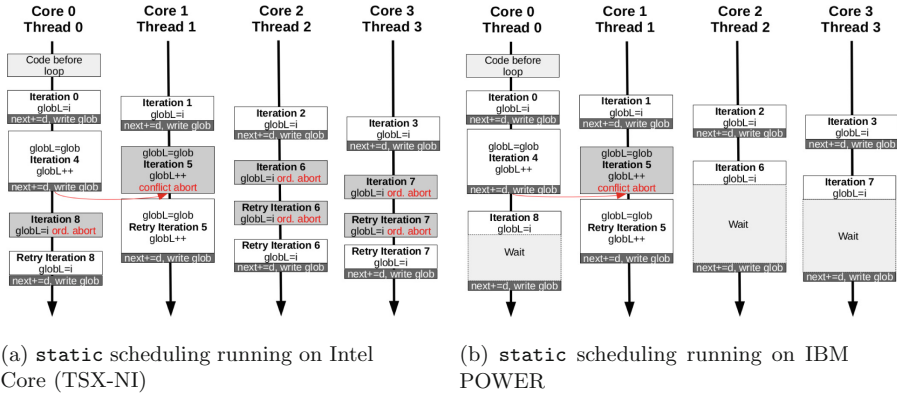 Core 0
Thread 0
Code before
loop
Iteration 0
globL=i
next+=d, write glob
globL=glob
Iteration 4
globL++
next+=d, write glob
Iteration 8
globL=i ord. abort
Retry Iteration 8
globL=i
next+=d, write glob
Core 1
Thread 1
Iteration 1
globL=i
next+=d, write glob
globL=glob
Iteration 5
globL++
conflict abort
globL=glob
Retry Iteration 5
globL++
next+=d, write glob
Core 2
Thread 2
Iteration 2
globL=i
next+=d, write glob
Iteration 6
globL=i ord. abort
Retry Iteration 6
globL=i ord. abort
Retry Iteration 6
globL=i
next+=d, write glob
Core 3
Thread 3
Iteration 3
globL=i
next+=d, write glob
Iteration 7
globL=i ord. abort
Retry Iteration 7
globL=i ord. abort
Retry Iteration 7
globL=i
next+=d, write glob
(a) static scheduling running on Intel
Core (TSX-NI)
Core 0
Thread 0
Code before
loop
Iteration 0
globL=i
next+=d, write glob
globL=glob
Iteration 4
globL++
next+=d, write glob
Iteration 8
globL=i
Wait
next+=d, write glob
Core 1
Thread 1
Iteration 1
globL=i
next+=d, write glob
globL=glob
Iteration 5
globL++
conflict abort
globL=glob
Retry Iteration 5
globL++
next+=d, write glob
Core 2
Thread 2
Iteration 2
globL=i
next+=d, write glob
Iteration 6
globL=i
Wait
next+=d, write glob
Core 3
Thread 3
Iteration 3
globL=i
next+=d, write glob
Iteration 7
globL=i
Wait
next+=d, write glob
(b) static scheduling running on IBM
POWER